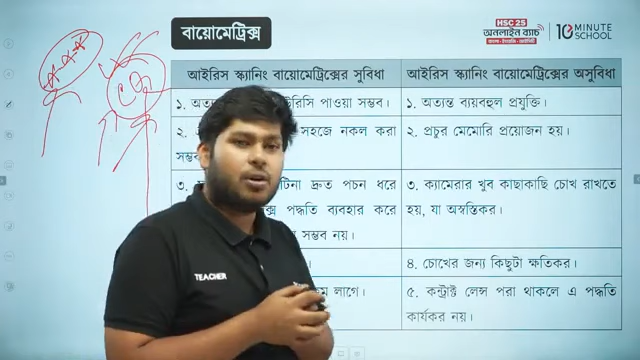 HSC 25
অনলাইন ব্যাচ
বাংলা · ইংরেজি · আইসিটি
10 MINUTE
SCHOOL
বায়োমেট্রিক্স
আইরিস স্ক্যানিং বায়োমেট্রিক্সের সুবিধা
আইরিস স্ক্যানিং বায়োমেট্রিক্সের অসুবিধা
১. পাওয়া সম্ভব।
১. অত্যন্ত ব্যয়বহুল প্রযুক্তি।
২. সহজে নকল করা
২. প্রচুর মেমোরি প্রয়োজন হয়।
৩. দ্রুত পচন ধরে
পদ্ধতি ব্যবহার করে
সম্ভব নয়।
৩. ক্যামেরার খুব কাছাকাছি চোখ রাখতে
হয়, যা অস্বস্তিকর।
৪. চোখের জন্য কিছুটা ক্ষতিকর।
লাগে।
৫. কন্ট্রাক্ট লেন্স পরা থাকলে এ পদ্ধতি
কার্যকর নয়।
TEACHER